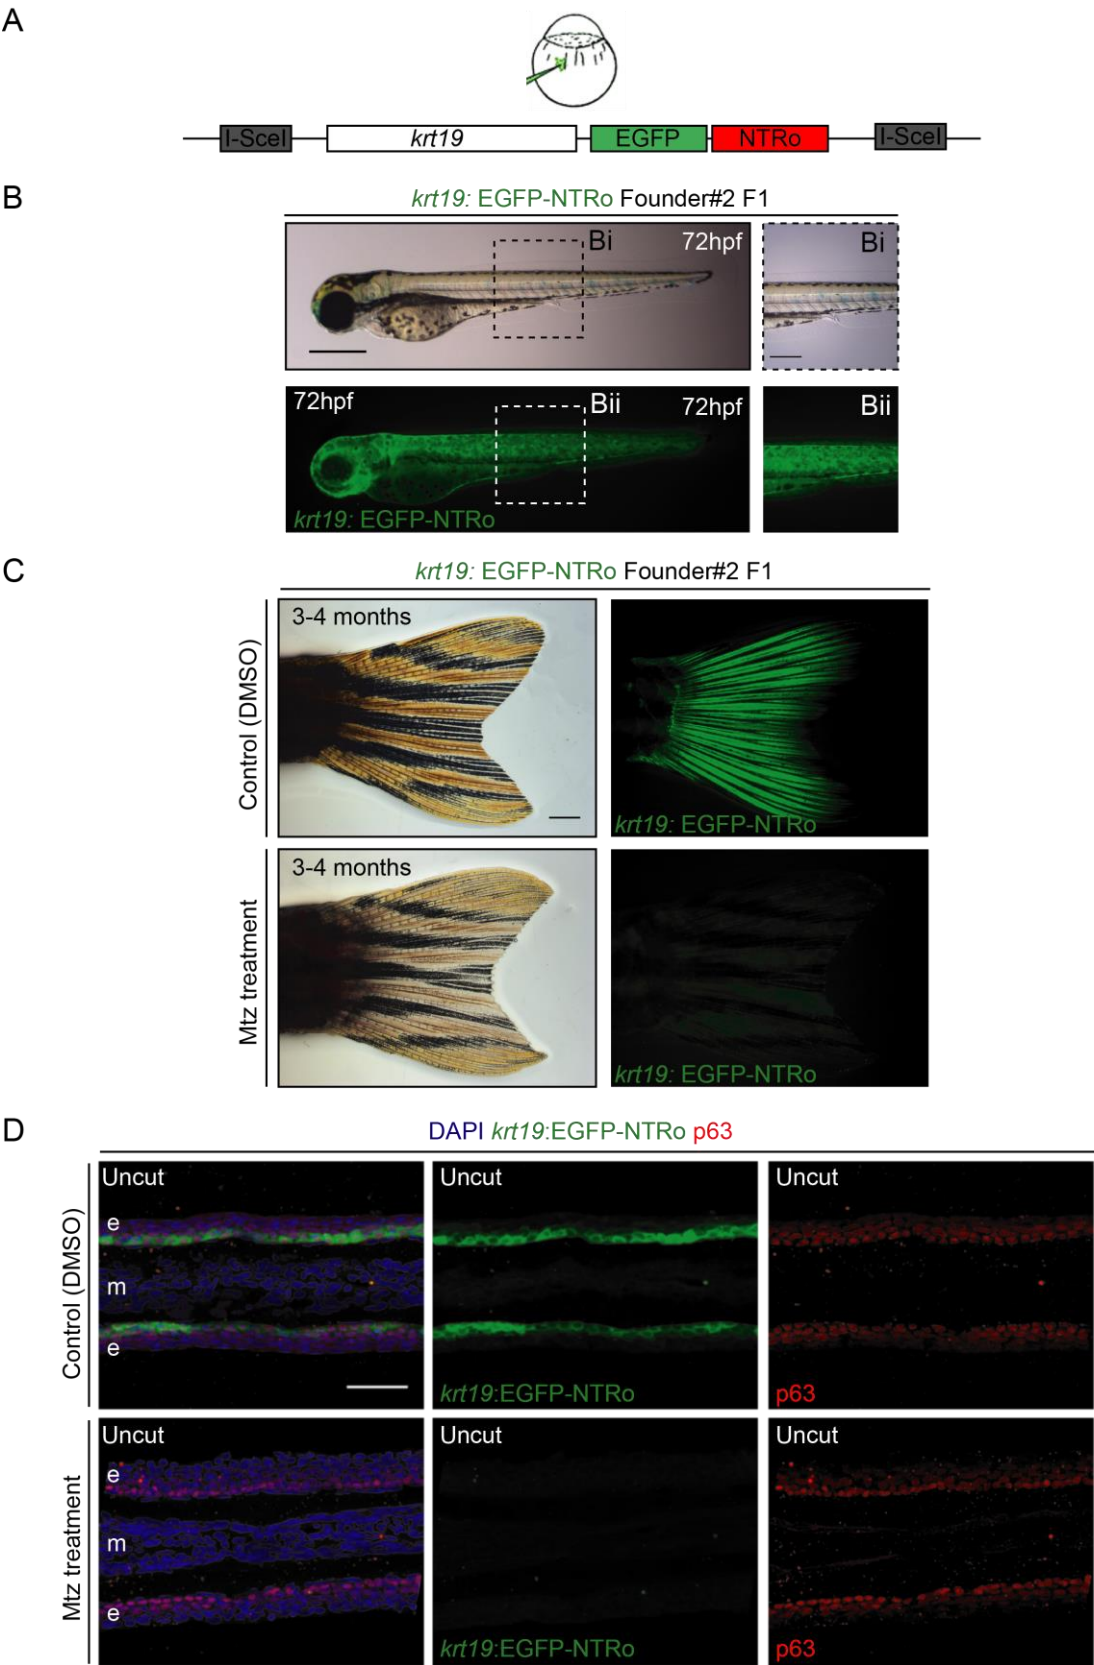 A
I-SceI krt19 EGFP NTRo I-SceI
B
krt19: EGFP-NTRo Founder#2 F1
Bi 72hpf
Bi
72hpf Bii 72hpf
krt19: EGFP-NTRo
Bii
C
krt19: EGFP-NTRo Founder#2 F1
Control (DMSO)
3-4 months
krt19: EGFP-NTRo
Mtz treatment
3-4 months
krt19: EGFP-NTRo
D
DAPI krt19:EGFP-NTRo p63
Control (DMSO)
Uncut
e
m
e
Uncut
krt19:EGFP-NTRo
Uncut
p63
Mtz treatment
Uncut
e
m
e
Uncut
krt19:EGFP-NTRo
Uncut
p63